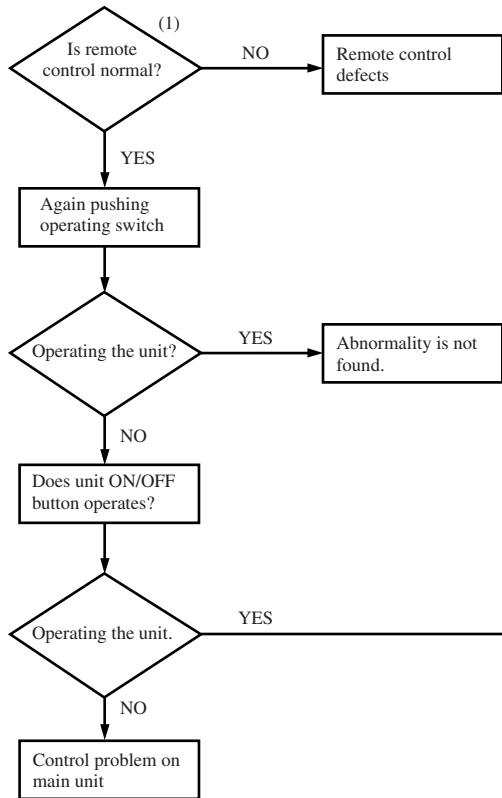 (1)
Is remote
control normal?
NO
Remote control
defects
YES
Again pushing
operating switch
Operating the unit?
YES
Abnormality is not
found.
NO
Does unit ON/OFF
button operates?
Operating the unit.
YES
NO
Control problem on
main unit